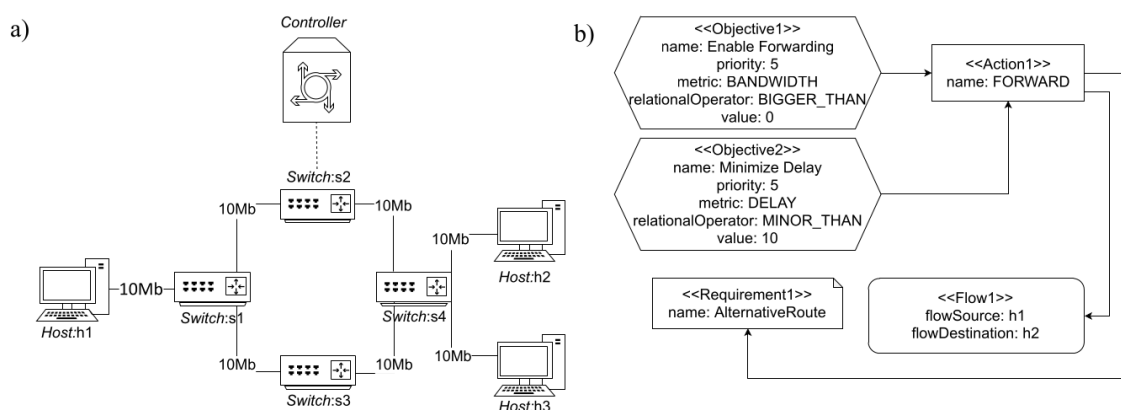 a)
Controller
Switch:s2
10Mb
10Mb
10Mb
10Mb
Host:h1
Switch:s1
Switch:s4
Host:h2
10Mb
10Mb
10Mb
Switch:s3
Host:h3
b)
<<Objective1>>
name: Enable Forwarding
priority: 5
metric: BANDWIDTH
relationalOperator: BIGGER_THAN
value: 0
<<Action1>>
name: FORWARD
<<Objective2>>
name: Minimize Delay
priority: 5
metric: DELAY
relationalOperator: MINOR_THAN
value: 10
<<Requirement1>>
name: AlternativeRoute
<<Flow1>>
flowSource: h1
flowDestination: h2